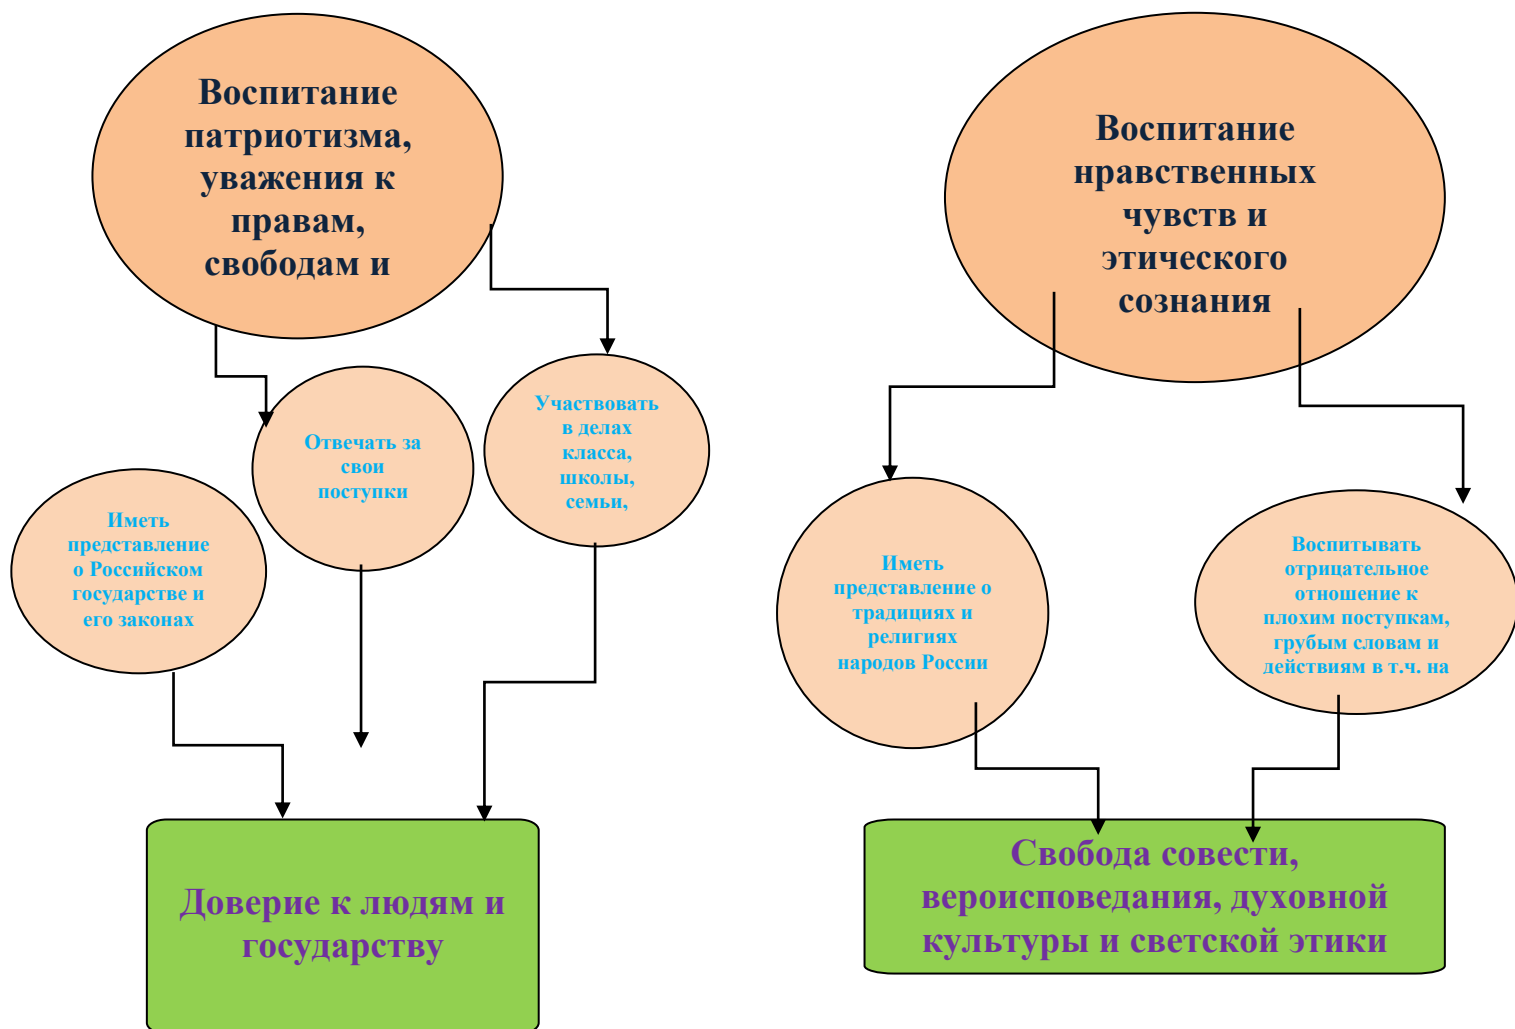 Воспитание
патриотизма,
уважения к
правам,
свободам и
Отвечать за
свои
поступки
Участвовать
в делах
класса,
школы,
семьи,
Иметь
представление
о Российском
государстве и
его законах
Доверие к людям и
государству
Воспитание
нравственных
чувств и
этического
сознания
Иметь
представление о
традициях и
религиях
народов России
Воспитывать
отрицательное
отношение к
плохим поступкам,
грубым словам и
действиям в т.ч. на
Свобода совести,
вероисповедания, духовной
культуры и светской этики